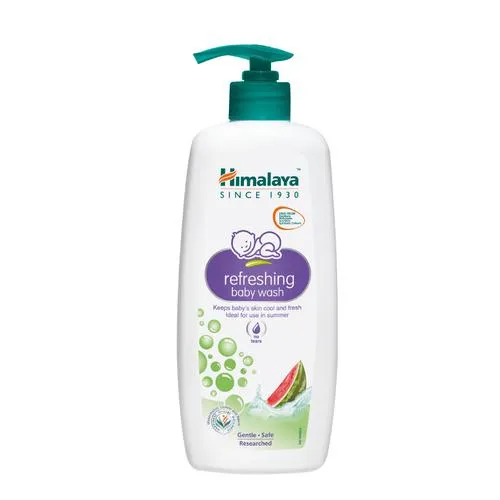 Himalaya
™
SINCE 1930
refreshing
baby wash
Keeps baby's skin cool and fresh
Ideal for use in summer
no
tears
Gentle • Safe
Researched